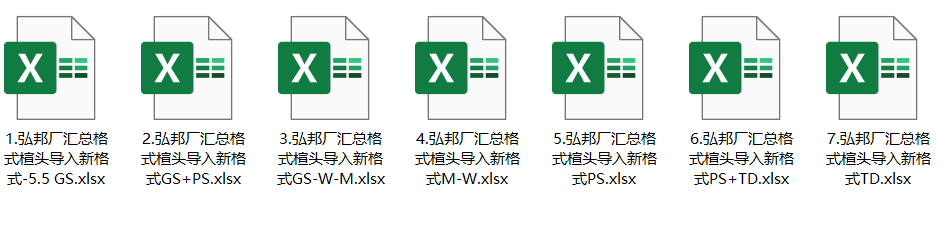 1.弘邦厂汇总格
式楦头导入新格
式-5.5 GS.xlsx
2.弘邦厂汇总格
式楦头导入新格
式GS+PS.xlsx
3.弘邦厂汇总格
式楦头导入新格
式GS-W-M.xlsx
4.弘邦厂汇总格
式楦头导入新格
式M-W.xlsx
5.弘邦厂汇总格
式楦头导入新格
式PS.xlsx
6.弘邦厂汇总格
式楦头导入新格
式PS+TD.xlsx
7.弘邦厂汇总格
式楦头导入新格
式TD.xlsx